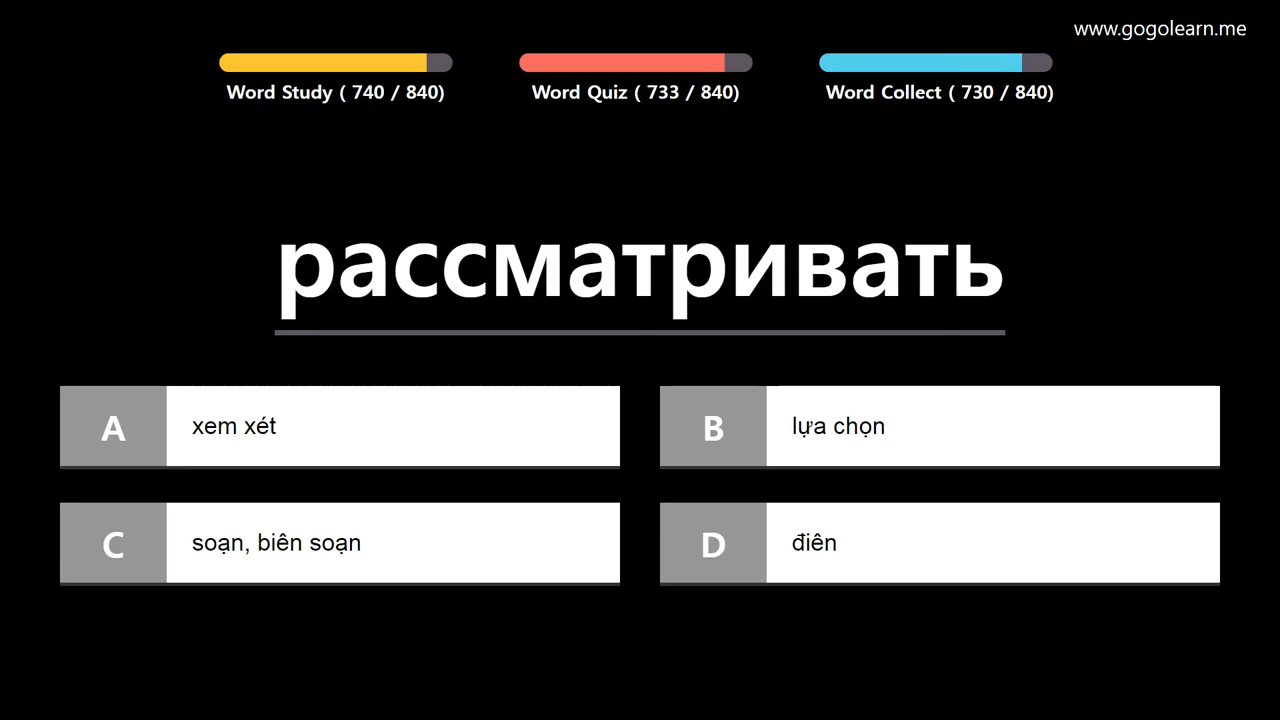 www.gogolearn.me
Word Study ( 740 / 840)
Word Quiz ( 733 / 840)
Word Collect ( 730 / 840)
рассматривать
A xem xét
B lựa chọn
C soạn, biên soạn
D điên